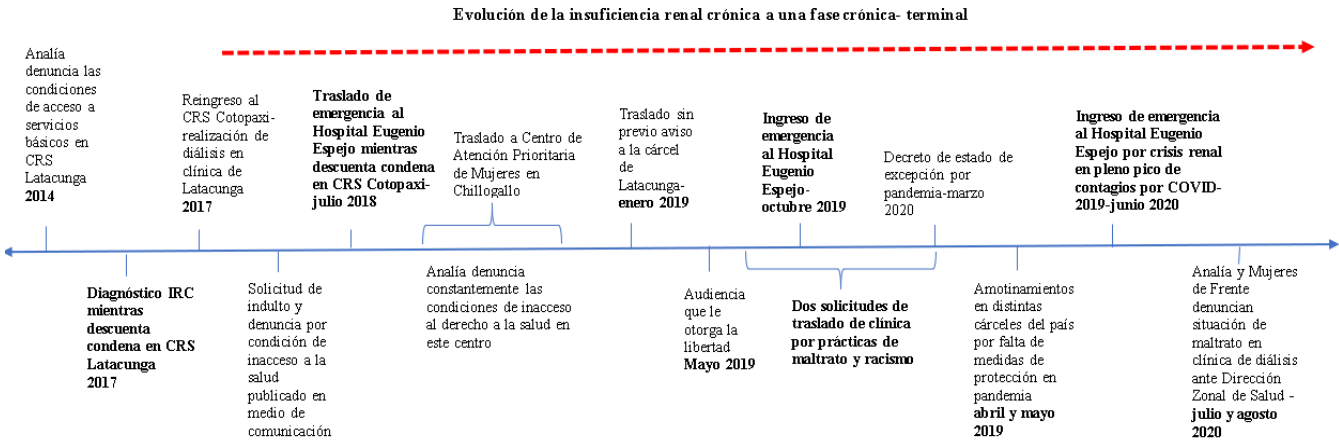 Evolución de la insuficiencia renal crónica a una fase crónica- terminal
Analía
denuncia las
condiciones
de acceso a
servicios
básicos en
CRS
Latacunga
2014
Reingreso al
CRS Cotopaxi-
realización de
diálisis en
clínica de
Latacunga
2017
Traslado de
emergencia al
Hospital Eugenio
Espejo mientras
descuenta condena
en CRS Cotopaxi-
julio 2018
Traslado a Centro de
Atención Prioritaria
de Mujeres en
Chillogallo
Traslado sin
previo aviso
a la cárcel
de
Latacunga-
enero 2019
Ingreso de
emergencia
al Hospital
Eugenio
Espejo-
octubre 2019
Decreto de estado de
excepción por
pandemia-marzo
2020
Ingreso de emergencia
al Hospital Eugenio
Espejo por crisis renal
en pleno pico de
contagios por COVID-
2019-junio 2020
Diagnóstico IRC
mientras
descuenta
condena en CRS
Latacunga
2017
Solicitud de
indulto y
denuncia por
condición de
inacceso a la
salud
publicado en
medio de
comunicación
Analía denuncia
constantemente las
condiciones de inacceso
al derecho a la salud en
este centro
Audiencia
que le
otorga la
libertad
Mayo 2019
Dos solicitudes de
traslado de clínica
por prácticas de
maltrato y racismo
Amotinamientos
en distintas
cárceles del país
por falta de
medidas de
protección en
pandemia
abril y mayo
2019
Analía y Mujeres
de Frente
denuncian
situación de
maltrato en
clínica de diálisis
ante Dirección
Zonal de Salud -
julio y agosto
2020